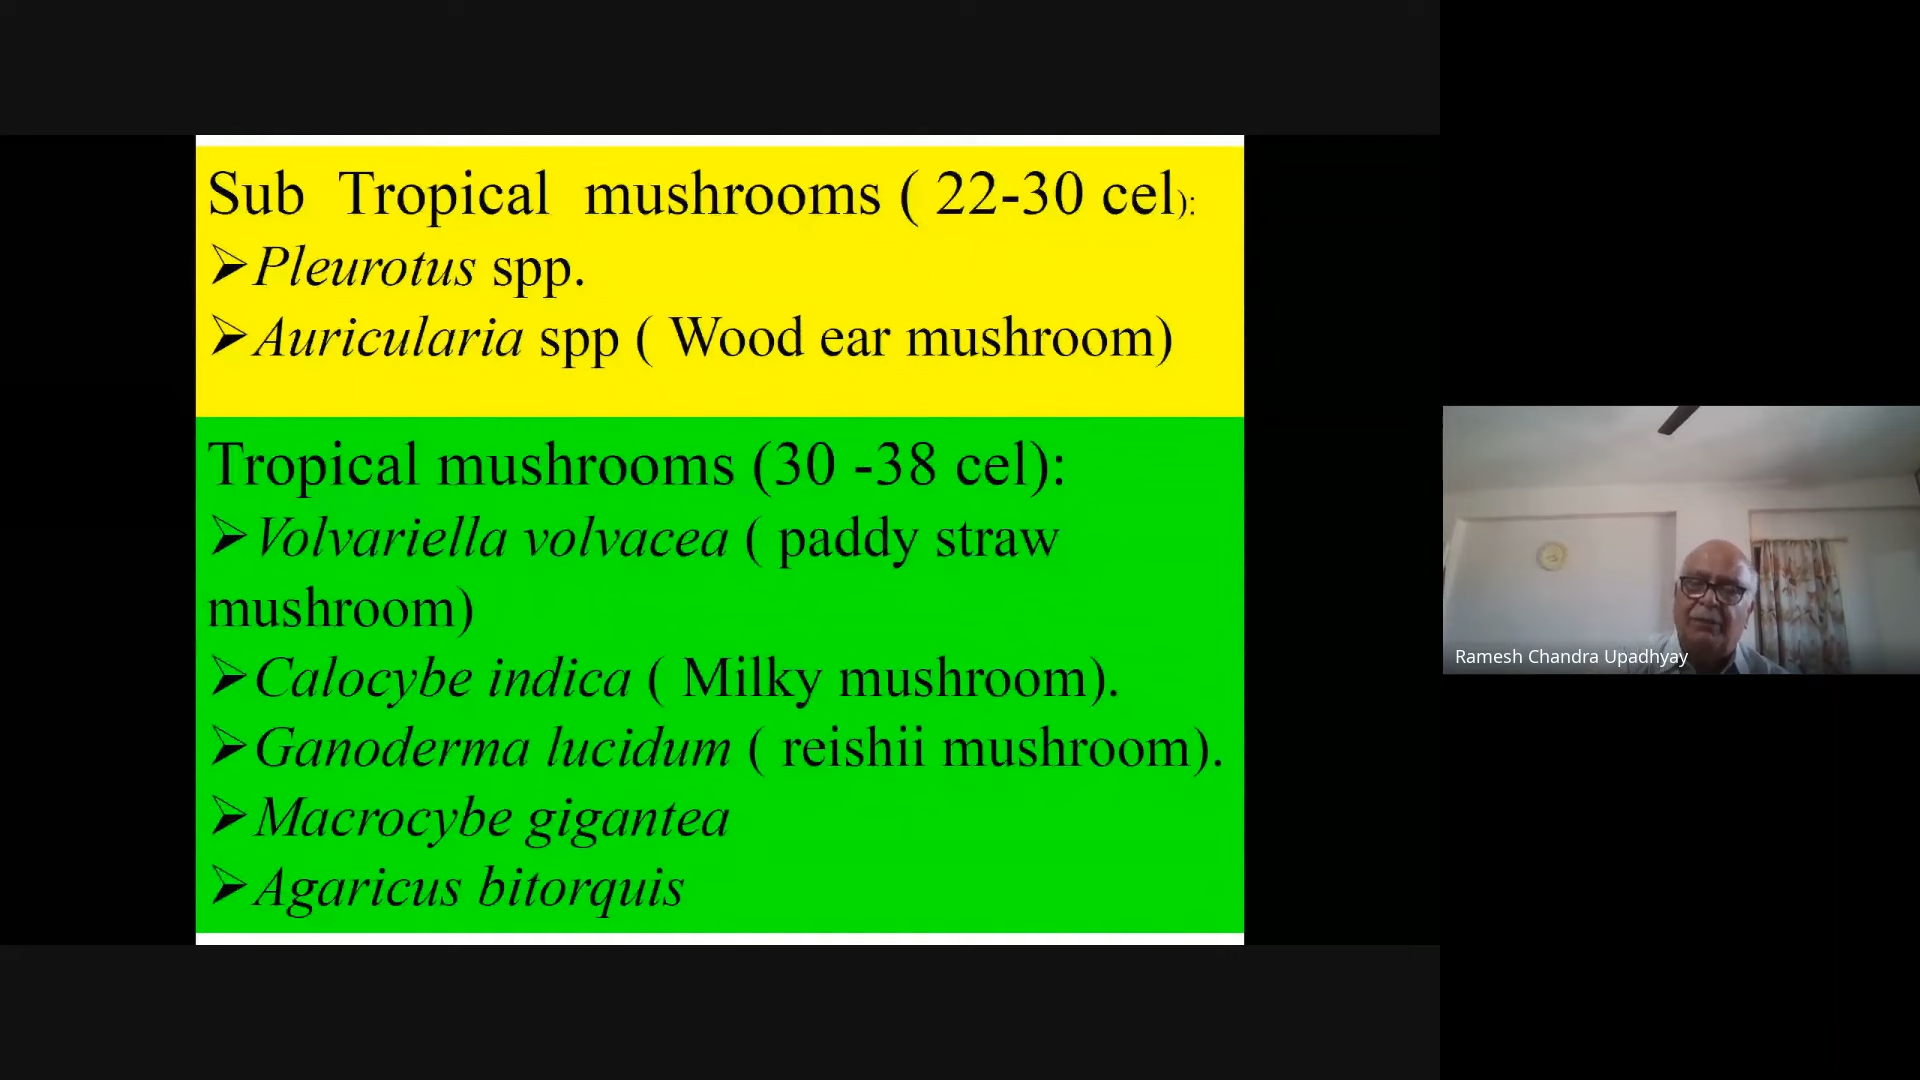 Sub Tropical mushrooms ( 22-30 cel):
➢Pleurotus spp.
➢Auricularia spp ( Wood ear mushroom)
Tropical mushrooms (30 -38 cel):
➢Volvariella volvacea ( paddy straw
mushroom)
➢Calocybe indica ( Milky mushroom).
➢Ganoderma lucidum ( reishii mushroom).
➢Macrocybe gigantea
➢Agaricus bitorquis
Ramesh Chandra Upadhyay